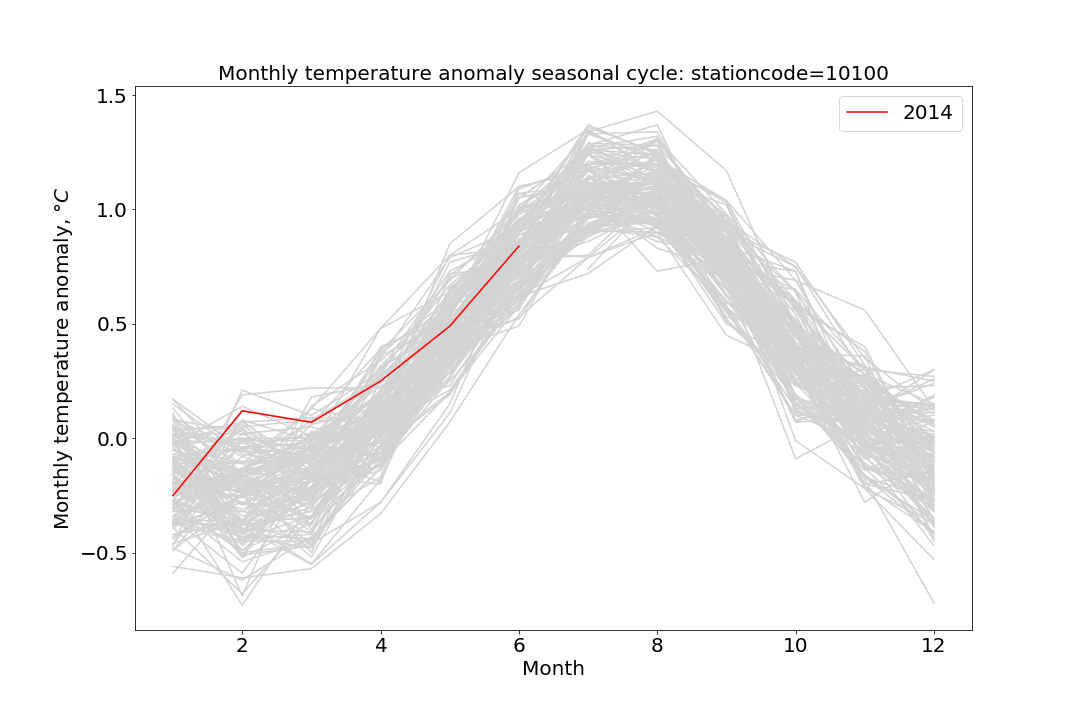 Monthly temperature anomaly seasonal cycle: stationcode=10100
2014
Monthly temperature anomaly, °C
1.5
1.0
0.5
0.0
−0.5
2 4 6 8 10 12
Month